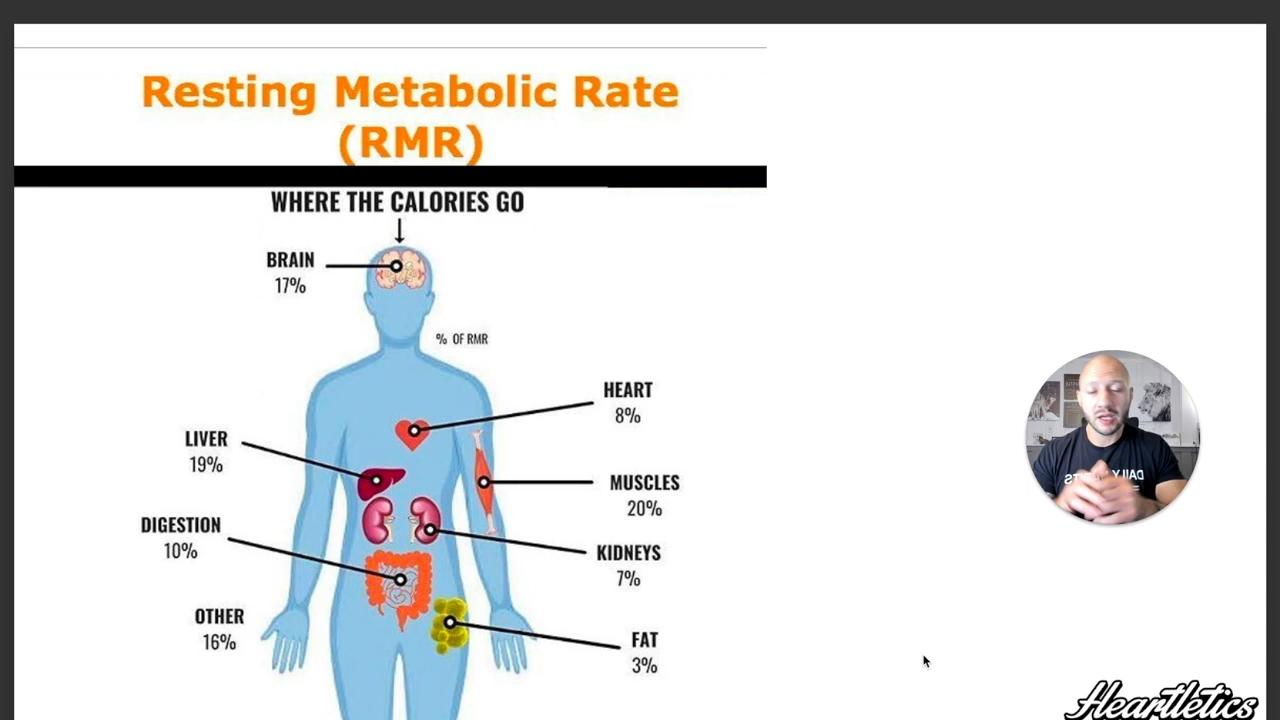 Resting Metabolic Rate
(RMR)
WHERE THE CALORIES GO
BRAIN
17%
% OF RMR
HEART
8%
LIVER
19%
MUSCLES
20%
DIGESTION
10%
KIDNEYS
7%
OTHER
16%
FAT
3%
DAILY
Heartletics